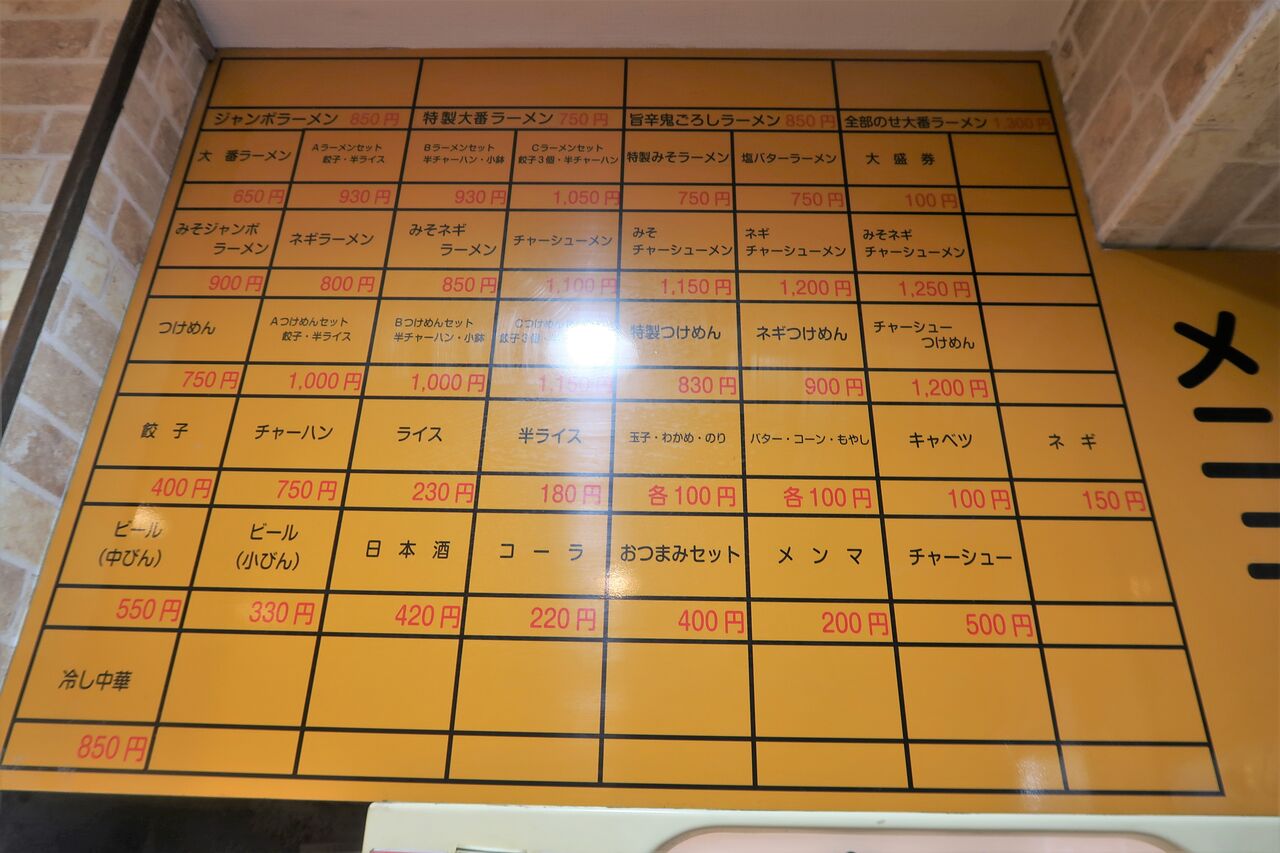 ジャンボラーメン 850円 特製大番ラーメン 750円 旨辛鬼ごろしラーメン 850円 全部のせ大番ラーメン 1,300円
大番ラーメン
650円
Aラーメンセット
餃子・半ライス
930円
Bラーメンセット
半チャーハン・小鉢
930円
Cラーメンセット
餃子3個・半チャーハン
1,050円
特製みそラーメン
750円
塩バターラーメン
750円
大盛券
100円
みそジャンボ
ラーメン
900円
ネギラーメン
800円
みそネギ
ラーメン
850円
チャーシューメン
1,100円
みそ
チャーシューメン
1,150円
ネギ
チャーシューメン
1,200円
みそネギ
チャーシューメン
1,250円
つけめん
750円
Aつけめんセット
餃子・半ライス
1,000円
Bつけめんセット
半チャーハン・小鉢
1,000円
Cつけめん
餃子3個・
1,150円
特製つけめん
830円
ネギつけめん
900円
チャーシュー
つけめん
1,200円
餃子
400円
チャーハン
750円
ライス
230円
半ライス
180円
玉子・わかめ・のり
各100円
バター・コーン・もやし
各100円
キャベツ
100円
ネギ
150円
ビール
(中びん)
550円
ビール
(小びん)
330円
日本酒
420円
コーラ
220円
おつまみセット
400円
メンマ
200円
チャーシュー
500円
冷し中華
850円
メニュー